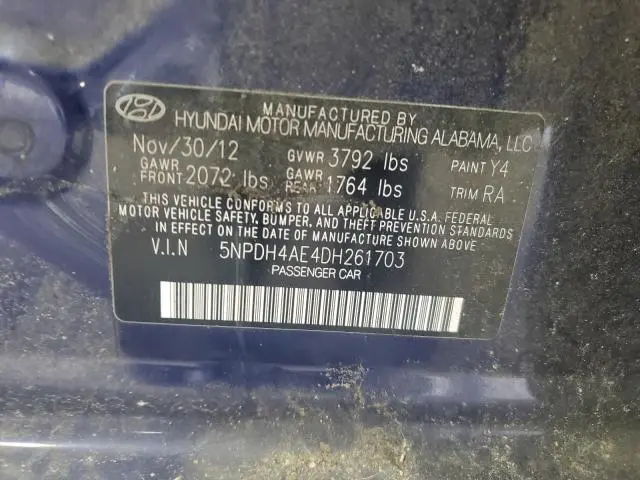 MANUFACTURED BY
HYUNDAI MOTOR MANUFACTURING ALABAMA, LLC
Nov/30/12 GVWR 3792 lbs PAINT Y4
GAWR FRONT 2072 lbs GAWR REAR 1764 lbs TRIM RA
THIS VEHICLE CONFORMS TO ALL APPLICABLE U.S.A. FEDERAL
MOTOR VEHICLE SAFETY, BUMPER, AND THEFT PREVENTION STANDARDS
IN EFFECT ON THE DATE OF MANUFACTURE SHOWN ABOVE
V.I.N 5NPDH4AE4DH261703
PASSENGER CAR